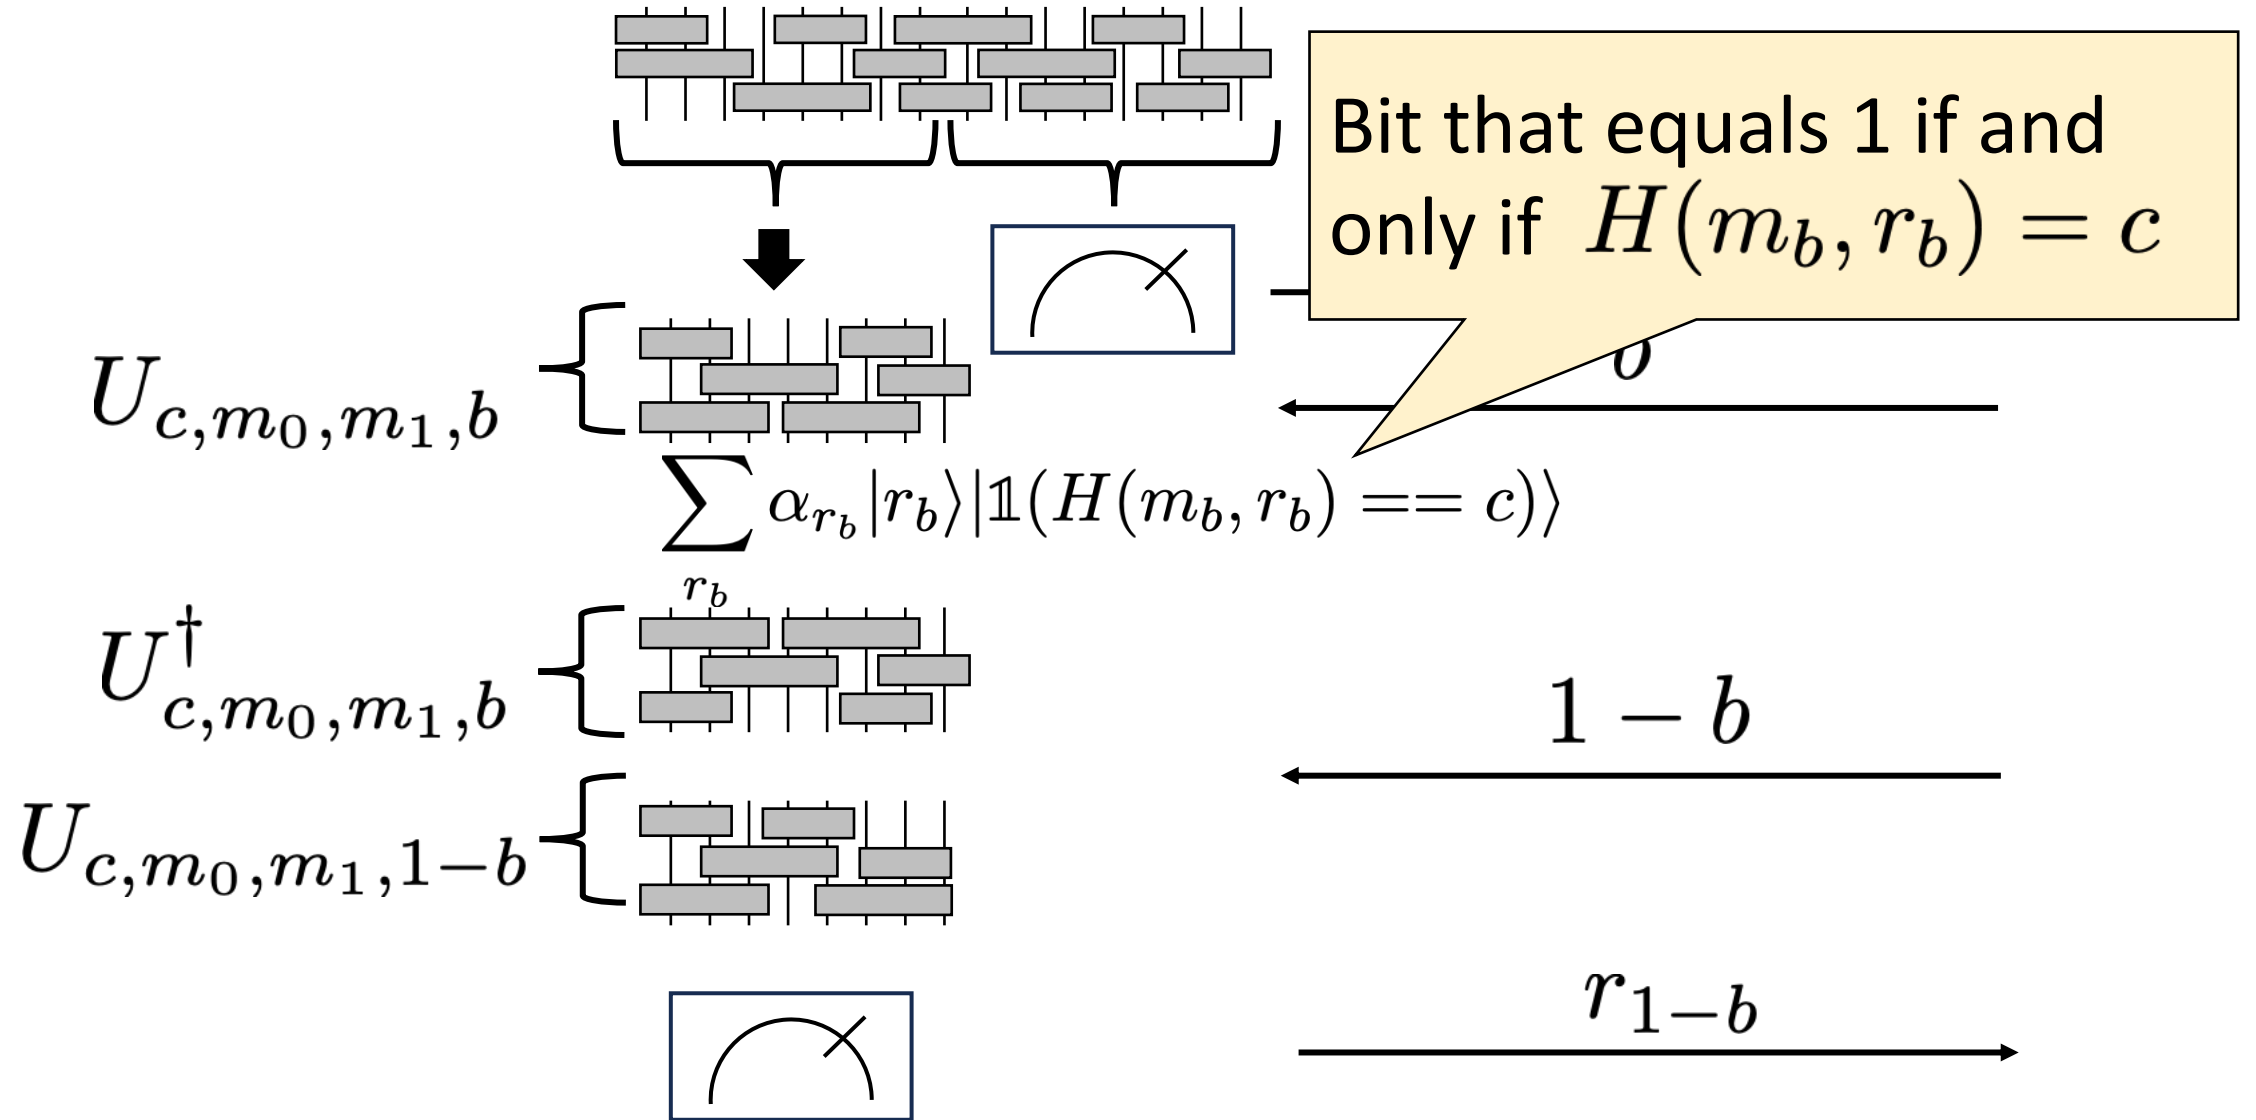 Bit that equals 1 if and
only if H(m_b, r_b) = c
U_{c,m_0,m_1,b}
∑_{r_b} α_{r_b}|r_b⟩|𝟙(H(m_b, r_b) == c)⟩
U^†_{c,m_0,m_1,b}
1 − b
U_{c,m_0,m_1,1−b}
r_{1−b}